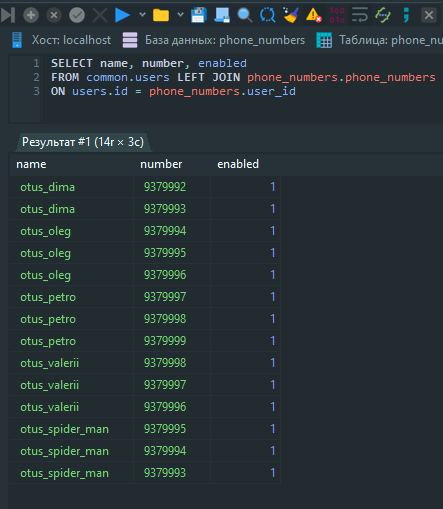 Хост: localhost База данных: phone_numbers Таблица: phone_nu
1 SELECT name, number, enabled
2 FROM common.users LEFT JOIN phone_numbers.phone_numbers
3 ON users.id = phone_numbers.user_id
Результат #1 (14r × 3c)
name number enabled
otus_dima 9379992 1
otus_dima 9379993 1
otus_oleg 9379994 1
otus_oleg 9379995 1
otus_oleg 9379996 1
otus_petro 9379997 1
otus_petro 9379998 1
otus_petro 9379999 1
otus_valerii 9379998 1
otus_valerii 9379997 1
otus_valerii 9379996 1
otus_spider_man 9379995 1
otus_spider_man 9379994 1
otus_spider_man 9379993 1